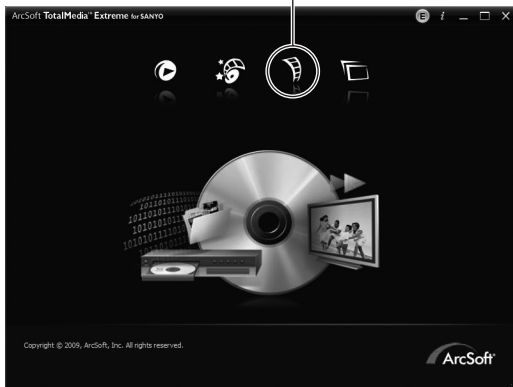 ArcSoft TotalMedia™ Extreme for SANYO
E i
Copyright © 2009, ArcSoft, Inc. All rights reserved.
ArcSoft®